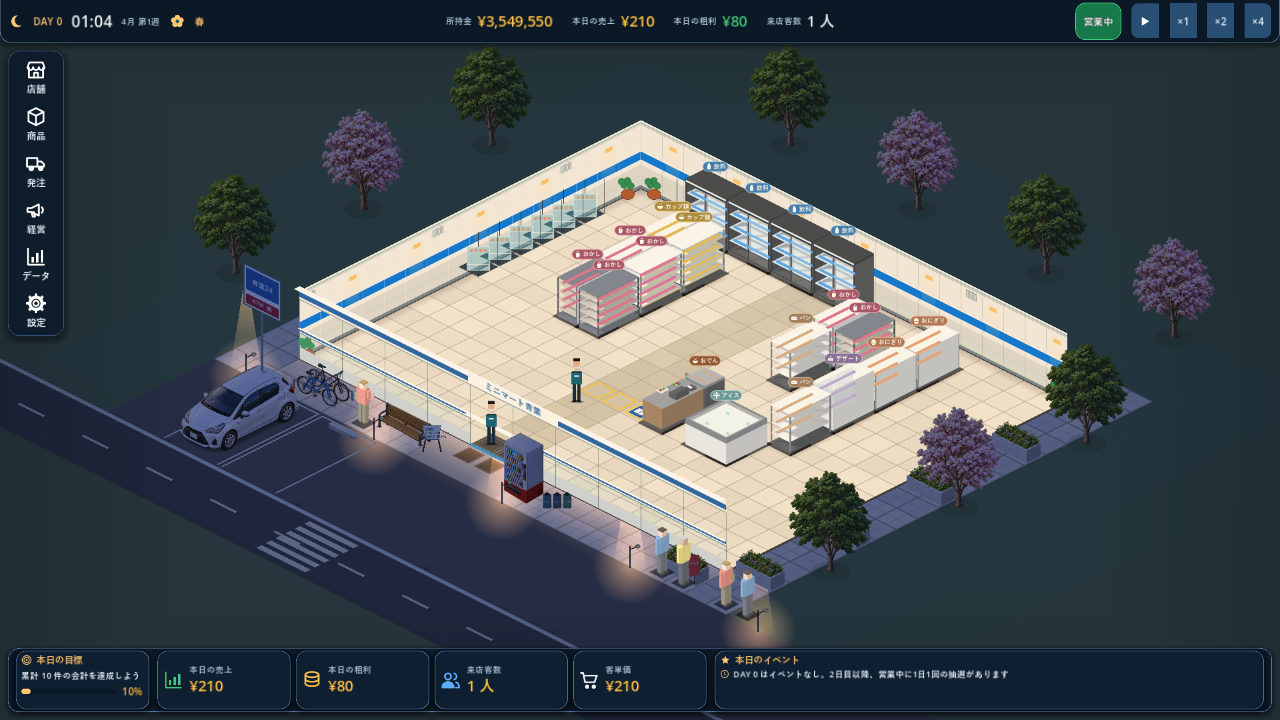 DAY 0 01:04 4月 第1週 春
所持金 ¥3,549,550 本日の売上 ¥210 本日の粗利 ¥80 来店客数 1 人
営業中 ×1 ×2 ×4
店舗
商品
発注
経営
データ
設定
飲料
飲料
飲料
飲料
カップ麺
カップ麺
おかし
おかし
おかし
おかし
おかし
おかし
パン
おにぎり
おにぎり
デザート
おでん
パン
アイス
青葉24
ミニマート青葉
本日の目標
累計 10 件の会計を達成しよう
10%
本日の売上
¥210
本日の粗利
¥80
来店客数
1 人
客単価
¥210
本日のイベント
DAY 0 はイベントなし。2日目以降、営業中に1日1回の抽選があります